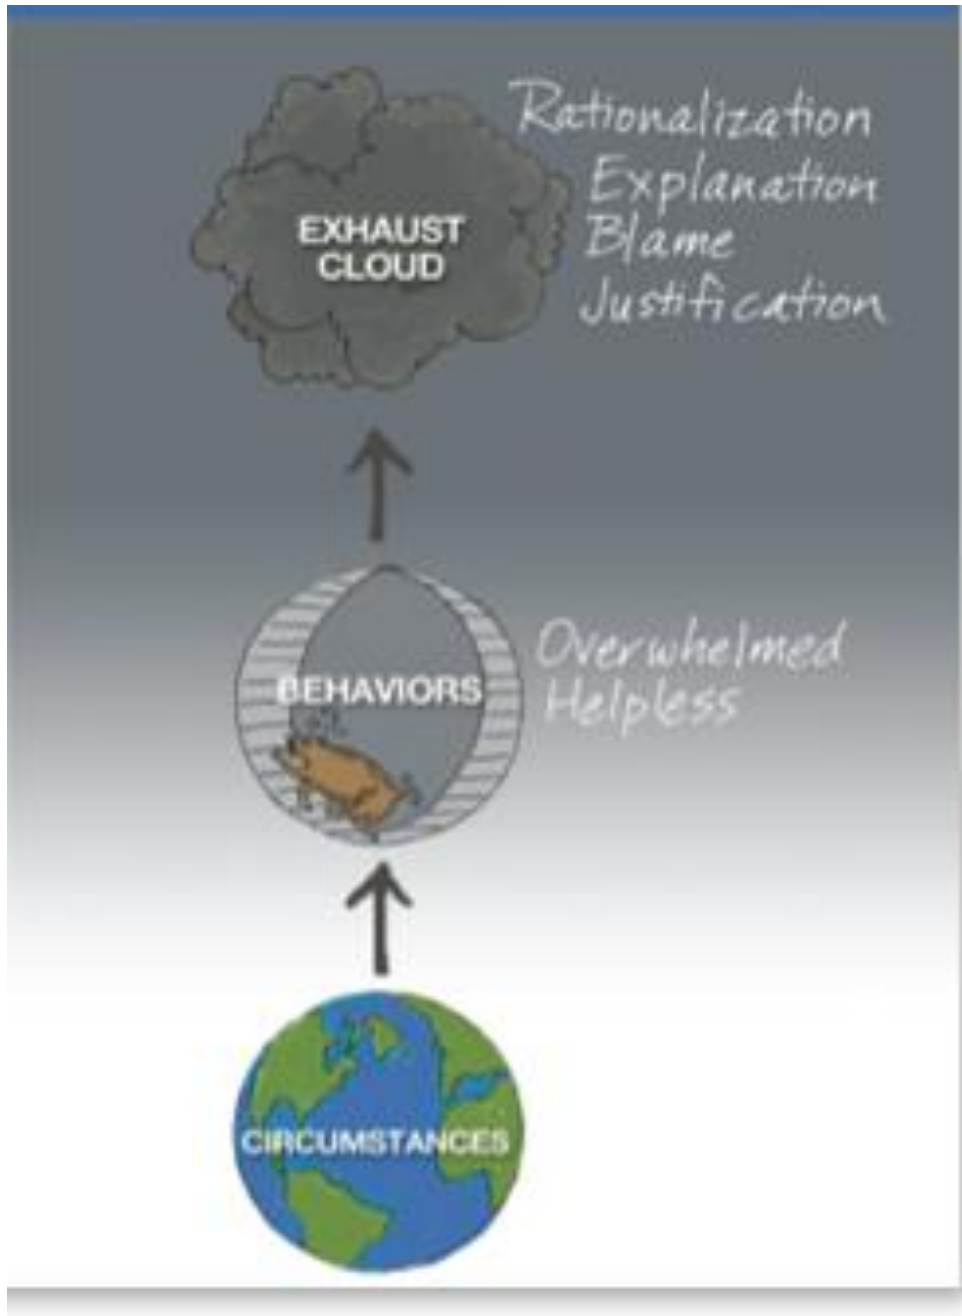 Rationalization
Explanation
Blame
Justification
EXHAUST
CLOUD
Overwhelmed
Helpless
BEHAVIORS
CIRCUMSTANCES